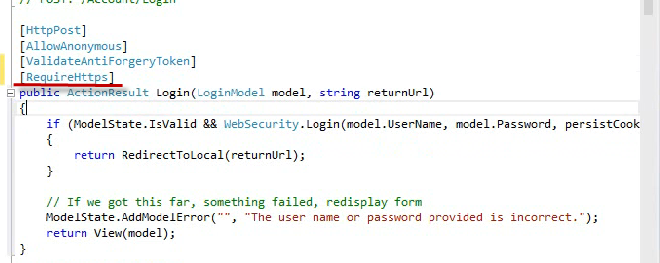 // POST: /Account/Login
[HttpPost]
[AllowAnonymous]
[ValidateAntiForgeryToken]
[RequireHttps]
public ActionResult Login(LoginModel model, string returnUrl)
{
if (ModelState.IsValid && WebSecurity.Login(model.UserName, model.Password, persistCook
{
return RedirectToLocal(returnUrl);
}
// If we got this far, something failed, redisplay form
ModelState.AddModelError("", "The user name or password provided is incorrect.");
return View(model);
}